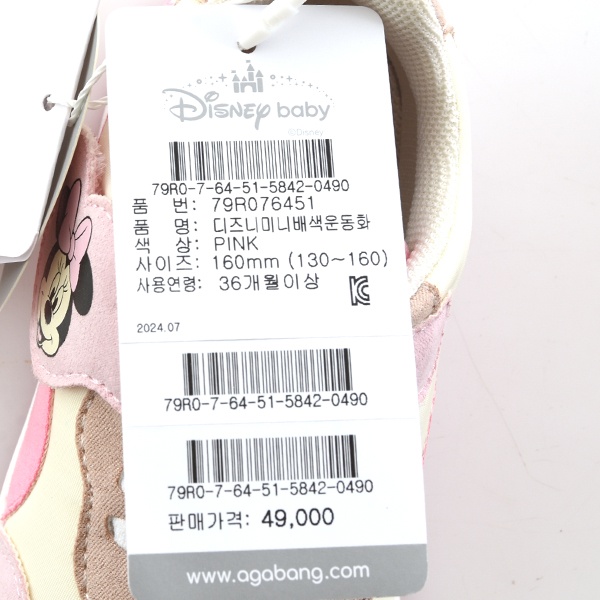 Disney baby
©Disney
79R0-7-64-51-5842-0490
품 번: 79R076451
품 명: 디즈니미니배색운동화
색 상: PINK
사이즈: 160mm (130~160)
사용연령: 36개월이상
2024.07
79R0-7-64-51-5842-0490
79R0-7-64-51-5842-0490
판매가격: 49,000
www.agabang.com